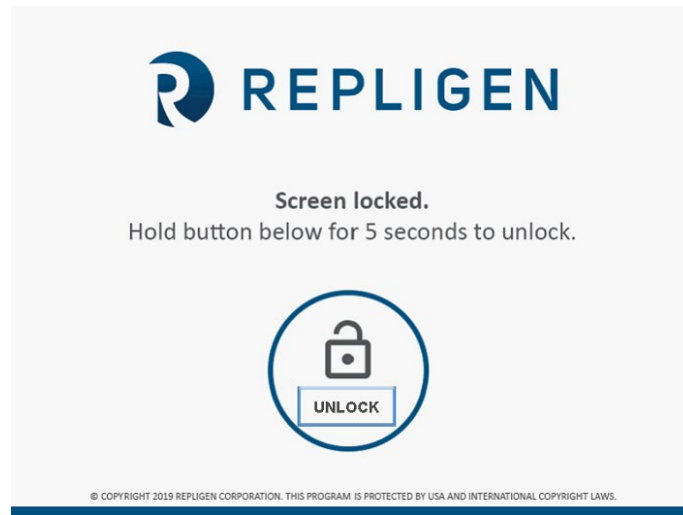 REPLIGEN
Screen locked.
Hold button below for 5 seconds to unlock.
UNLOCK
© COPYRIGHT 2019 REPLIGEN CORPORATION. THIS PROGRAM IS PROTECTED BY USA AND INTERNATIONAL COPYRIGHT LAWS.